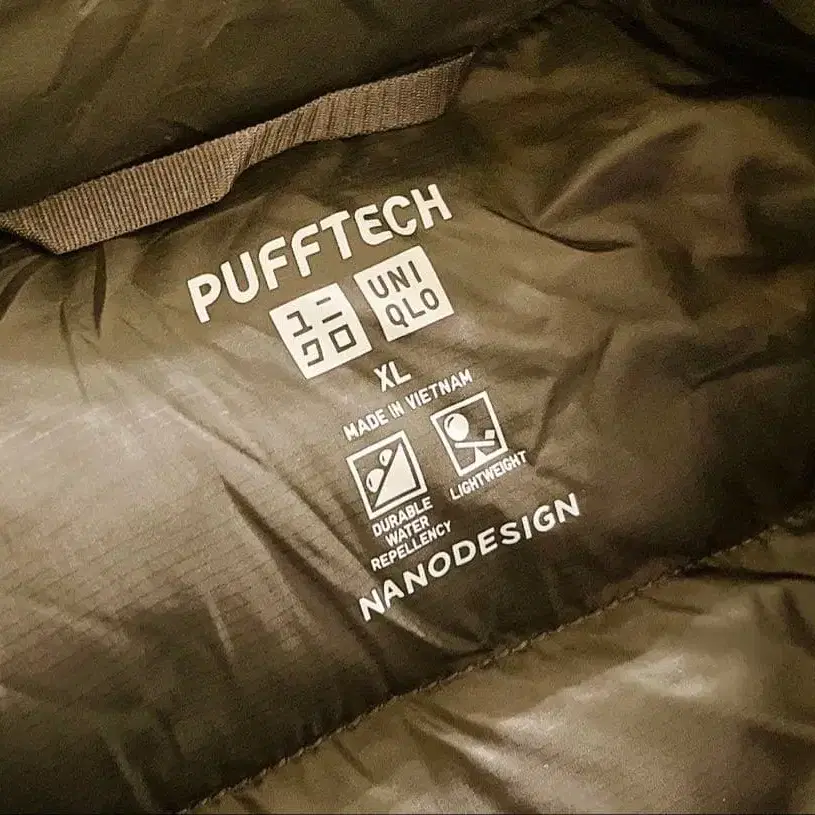 PUFFTECH
ユニ UNI
クロ QLO
XL
MADE IN VIETNAM
DURABLE
WATER
REPELLENCY
LIGHTWEIGHT
NANODESIGN